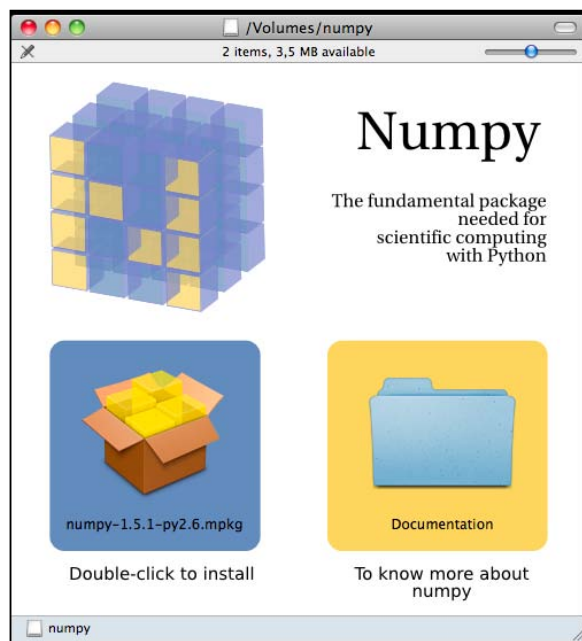 /Volumes/numpy
2 items, 3,5 MB available
Numpy
The fundamental package
needed for
scientific computing
with Python
numpy-1.5.1-py2.6.mpkg
Documentation
Double-click to install
To know more about
numpy
numpy